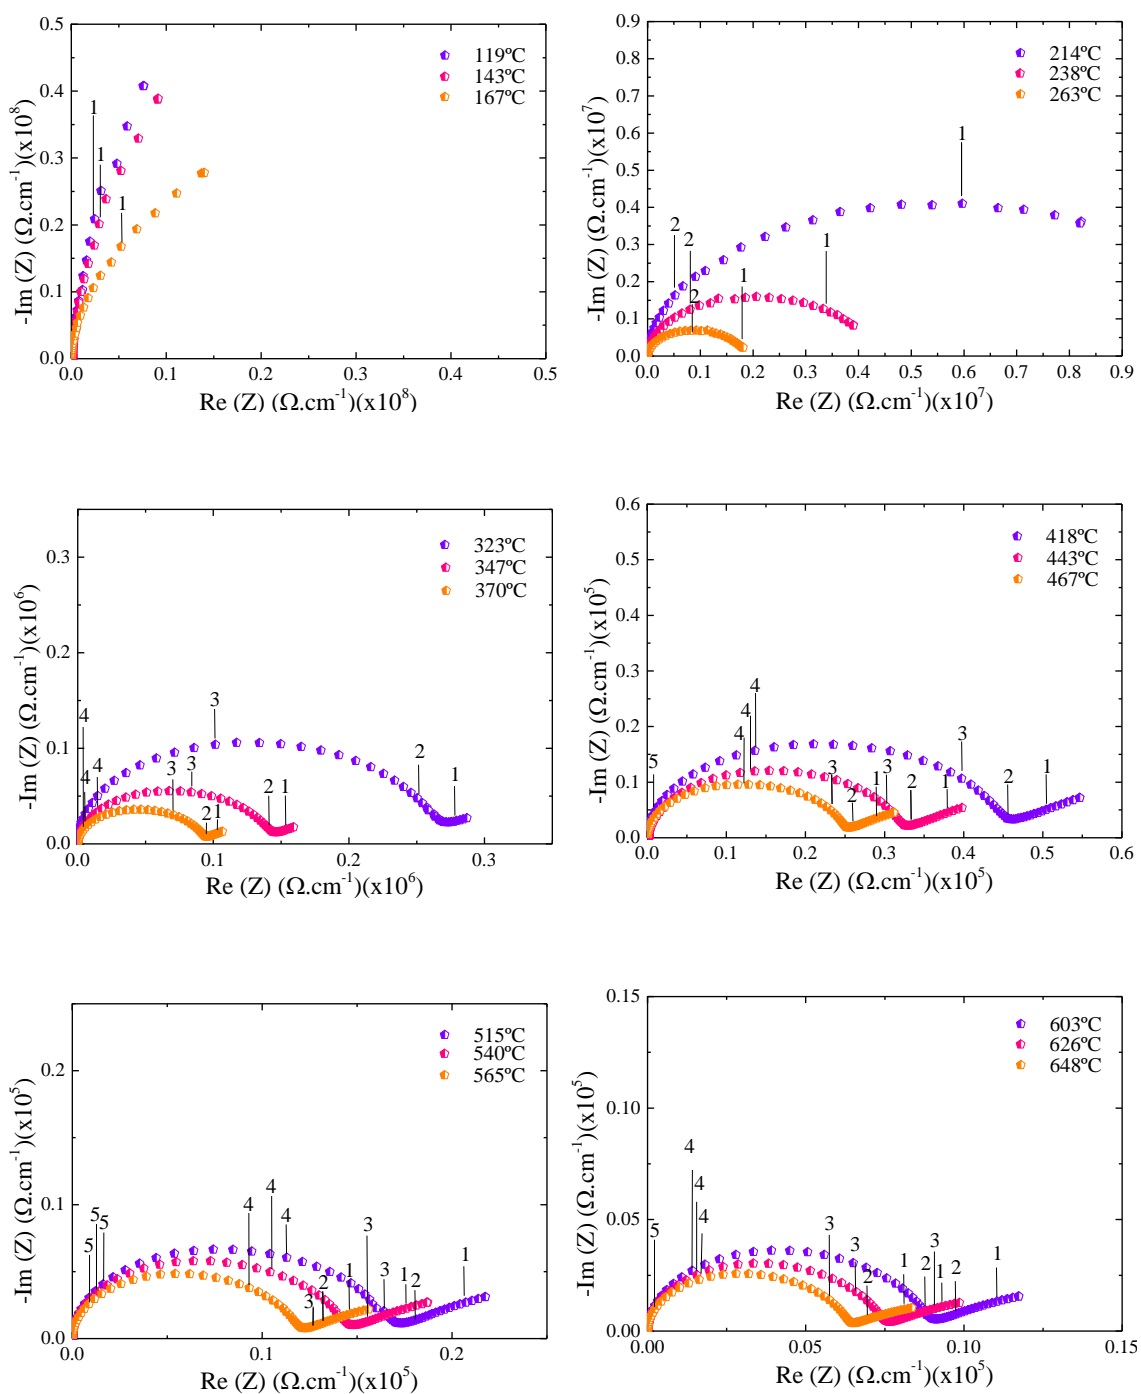 0.5
0.4
0.3
0.2
0.1
0.0
-Im (Z) (Ω.cm⁻¹)(x10⁸)
119ºC
143ºC
167ºC
1
1
1
0.0 0.1 0.2 0.3 0.4 0.5
Re (Z) (Ω.cm⁻¹)(x10⁸)
0.9
0.8
0.7
0.6
0.5
0.4
0.3
0.2
0.1
0.0
-Im (Z) (Ω.cm⁻¹)(x10⁷)
214ºC
238ºC
263ºC
1
2
2
1
1
2
0.0 0.1 0.2 0.3 0.4 0.5 0.6 0.7 0.8 0.9
Re (Z) (Ω.cm⁻¹)(x10⁷)
0.3
0.2
0.1
0.0
-Im (Z) (Ω.cm⁻¹)(x10⁶)
323ºC
347ºC
370ºC
3
4
4
4
3
3
2
1
2
1
2
1
0.0 0.1 0.2 0.3
Re (Z) (Ω.cm⁻¹)(x10⁶)
0.6
0.5
0.4
0.3
0.2
0.1
0.0
-Im (Z) (Ω.cm⁻¹)(x10⁵)
418ºC
443ºC
467ºC
4
4
4
5
3
3
3
2
1
2
1
2
1
0.0 0.1 0.2 0.3 0.4 0.5 0.6
Re (Z) (Ω.cm⁻¹)(x10⁵)
0.2
0.1
0.0
-Im (Z) (Ω.cm⁻¹)(x10⁵)
515ºC
540ºC
565ºC
4
4
4
5
5
5
3
3
3
2
1
1
2
1
0.0 0.1 0.2
Re (Z) (Ω.cm⁻¹)(x10⁵)
0.15
0.10
0.05
0.00
-Im (Z) (Ω.cm⁻¹)(x10⁵)
603ºC
626ºC
648ºC
4
4
4
5
3
3
3
2
1
2
1
2
1
0.00 0.05 0.10 0.15
Re (Z) (Ω.cm⁻¹)(x10⁵)